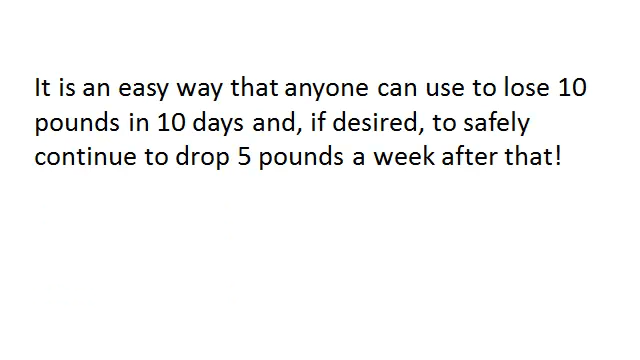 It is an easy way that anyone can use to lose 10
pounds in 10 days and, if desired, to safely
continue to drop 5 pounds a week after that!